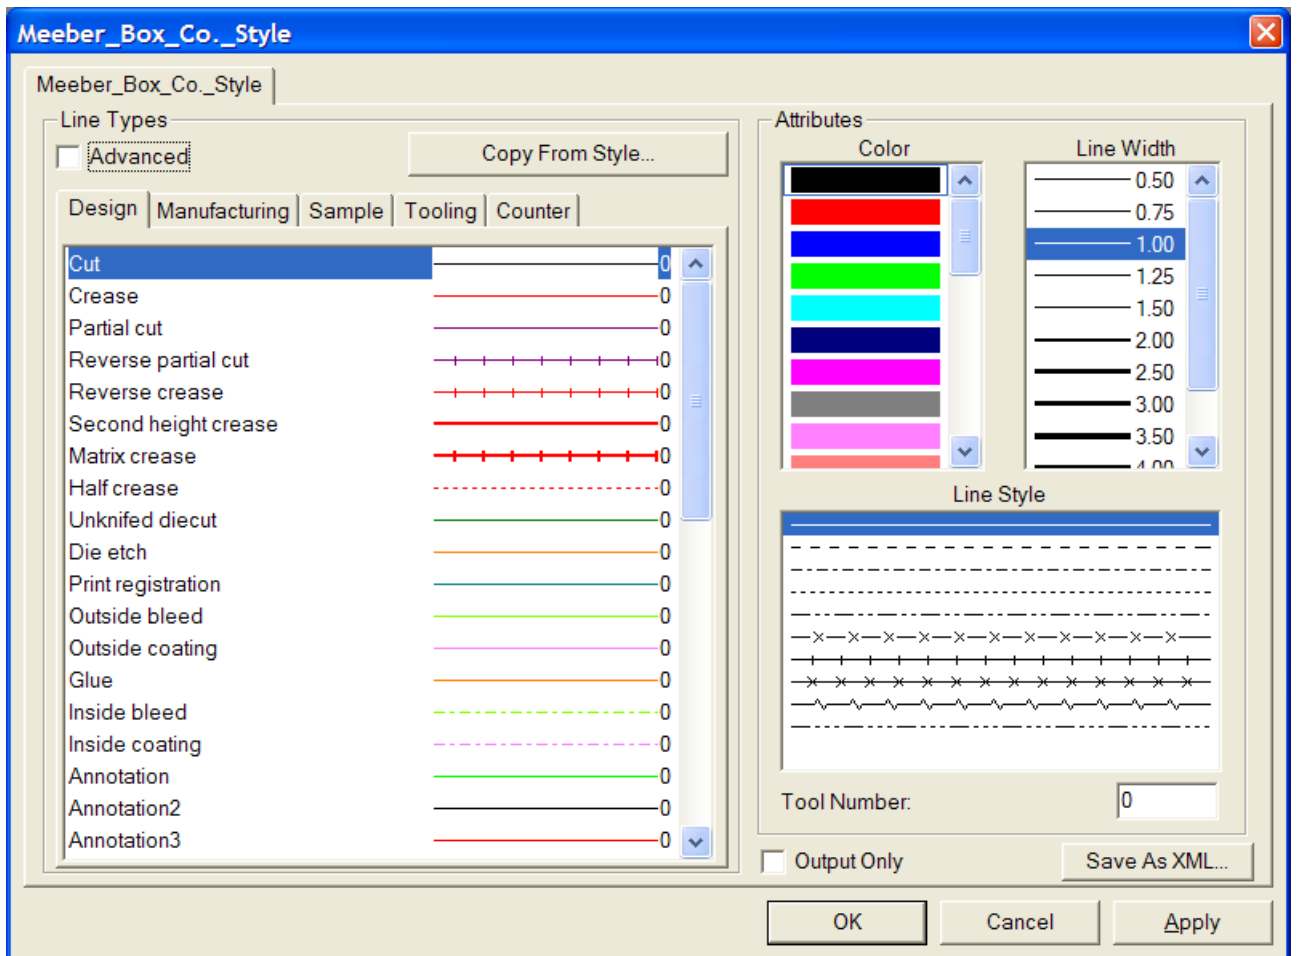 Meeber_Box_Co._Style
Meeber_Box_Co._Style
Line Types
Advanced
Copy From Style...
Design Manufacturing Sample Tooling Counter
Cut 0
Crease 0
Partial cut 0
Reverse partial cut 0
Reverse crease 0
Second height crease 0
Matrix crease 0
Half crease 0
Unknifed diecut 0
Die etch 0
Print registration 0
Outside bleed 0
Outside coating 0
Glue 0
Inside bleed 0
Inside coating 0
Annotation 0
Annotation2 0
Annotation3 0
Attributes
Color
Line Width
0.50
0.75
1.00
1.25
1.50
2.00
2.50
3.00
3.50
4.00
Line Style
Tool Number: 0
Output Only
Save As XML...
OK Cancel Apply